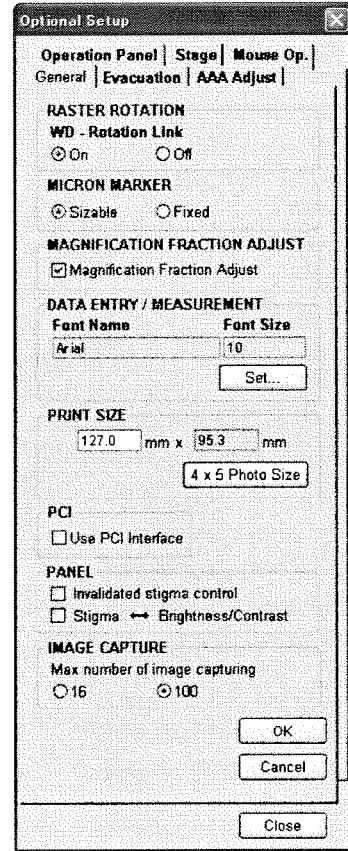 Optional Setup
Operation Panel Stage Mouse Op.
General Evacuation AAA Adjust
RASTER ROTATION
WD - Rotation Link
On Off
MICRON MARKER
Sizable Fixed
MAGNIFICATION FRACTION ADJUST
Magnification Fraction Adjust
DATA ENTRY / MEASUREMENT
Font Name Font Size
Arial 10
Set...
PRINT SIZE
127.0 mm x 95.3 mm
4 x 5 Photo Size
PCI
Use PCI Interface
PANEL
Invalidated stigma control
Stigma ↔ Brightness/Contrast
IMAGE CAPTURE
Max number of image capturing
16 100
OK
Cancel
Close